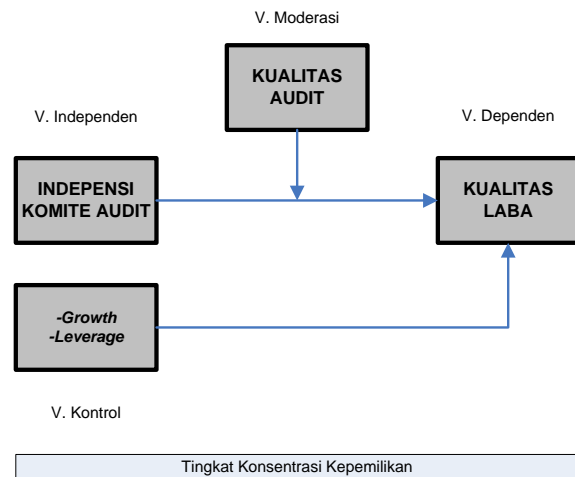 V. Moderasi
KUALITAS
AUDIT
V. Independen
V. Dependen
INDEPENSI
KOMITE AUDIT
KUALITAS
LABA
-Growth
-Leverage
V. Kontrol
Tingkat Konsentrasi Kepemilikan